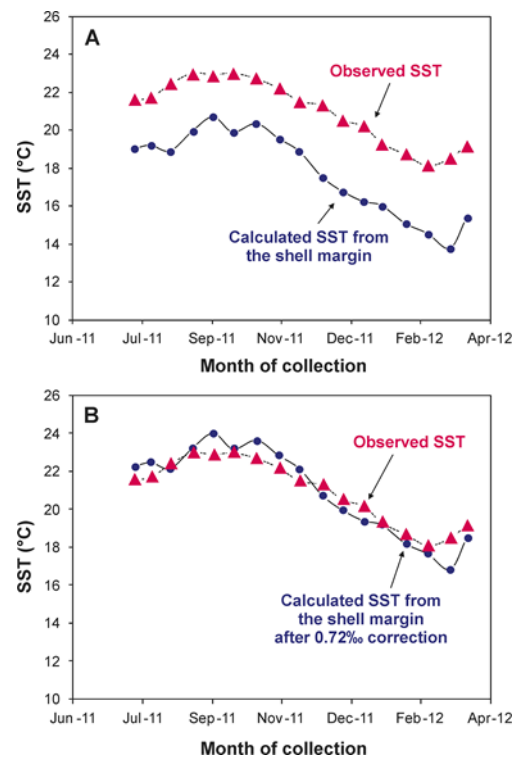 A
26
24
22
20
18
16
14
12
10
SST (°C)
Observed SST
Calculated SST from
the shell margin
Jun-11 Jul-11 Sep-11 Nov-11 Dec-11 Feb-12 Apr-12
Month of collection
B
26
24
22
20
18
16
14
12
10
SST (°C)
Observed SST
Calculated SST from
the shell margin
after 0.72‰ correction
Jun-11 Jul-11 Sep-11 Nov-11 Dec-11 Feb-12 Apr-12
Month of collection